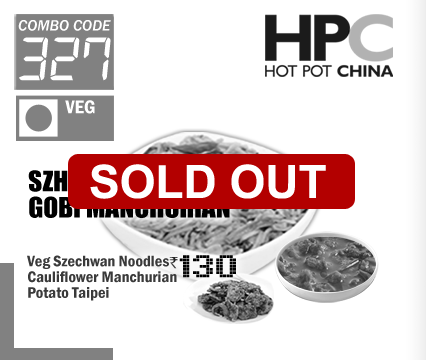 COMBO CODE
327
VEG
HPC
HOT POT CHINA
SOLD OUT
GOBI MANCHURIAN
Veg Szechwan Noodles ₹130
Cauliflower Manchurian
Potato Taipei